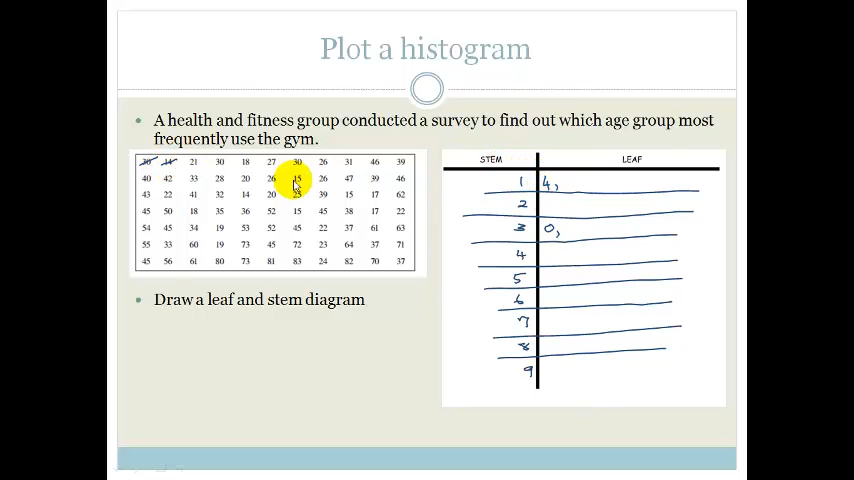 Plot a histogram
A health and fitness group conducted a survey to find out which age group most
frequently use the gym.
30 14 21 30 18 27 30 26 31 46 39
40 42 33 28 20 26 15 26 47 39 46
43 22 41 32 14 20 25 39 15 17 62
45 50 18 35 36 52 15 45 38 17 22
54 45 34 19 53 52 45 22 37 61 63
55 33 60 19 73 45 72 23 64 37 71
45 56 61 80 73 81 83 24 82 70 37
STEM LEAF
1 4,
2
3 0,
4
5
6
7
8
9
Draw a leaf and stem diagram